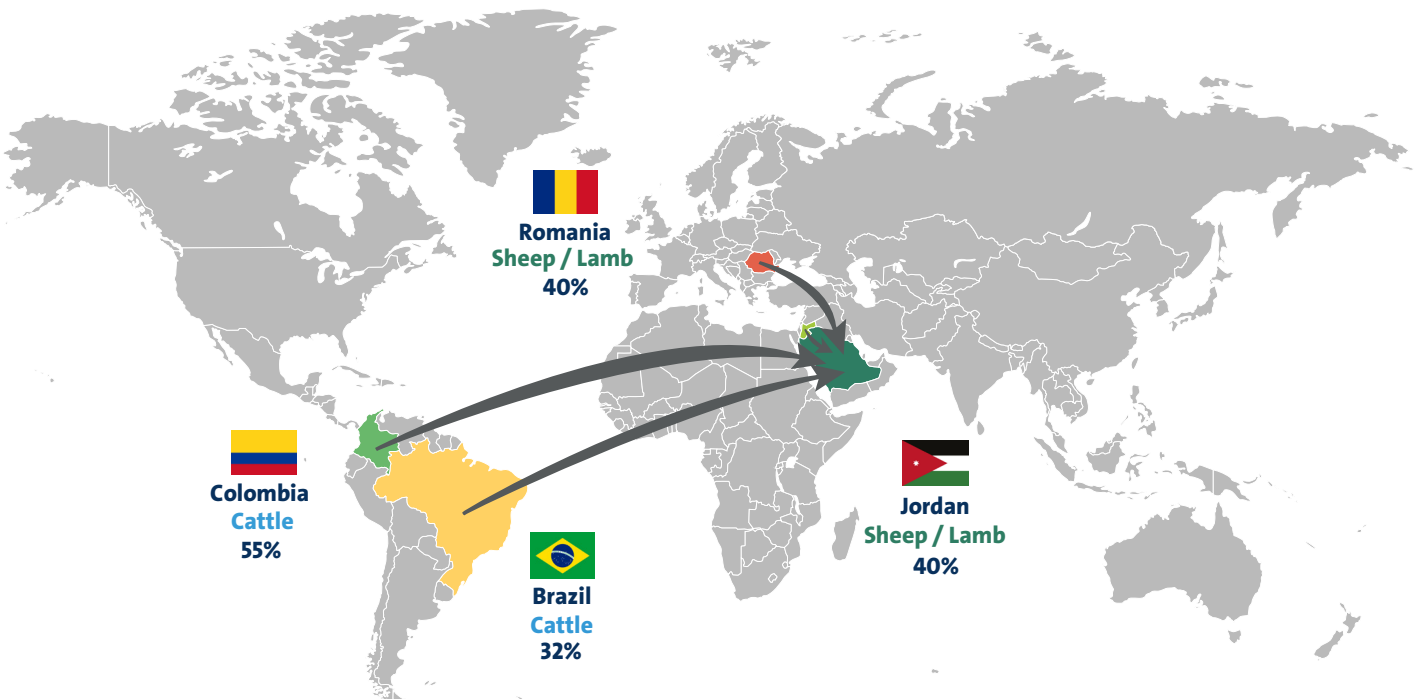 Romania
Sheep / Lamb
40%
Colombia
Cattle
55%
Brazil
Cattle
32%
Jordan
Sheep / Lamb
40%